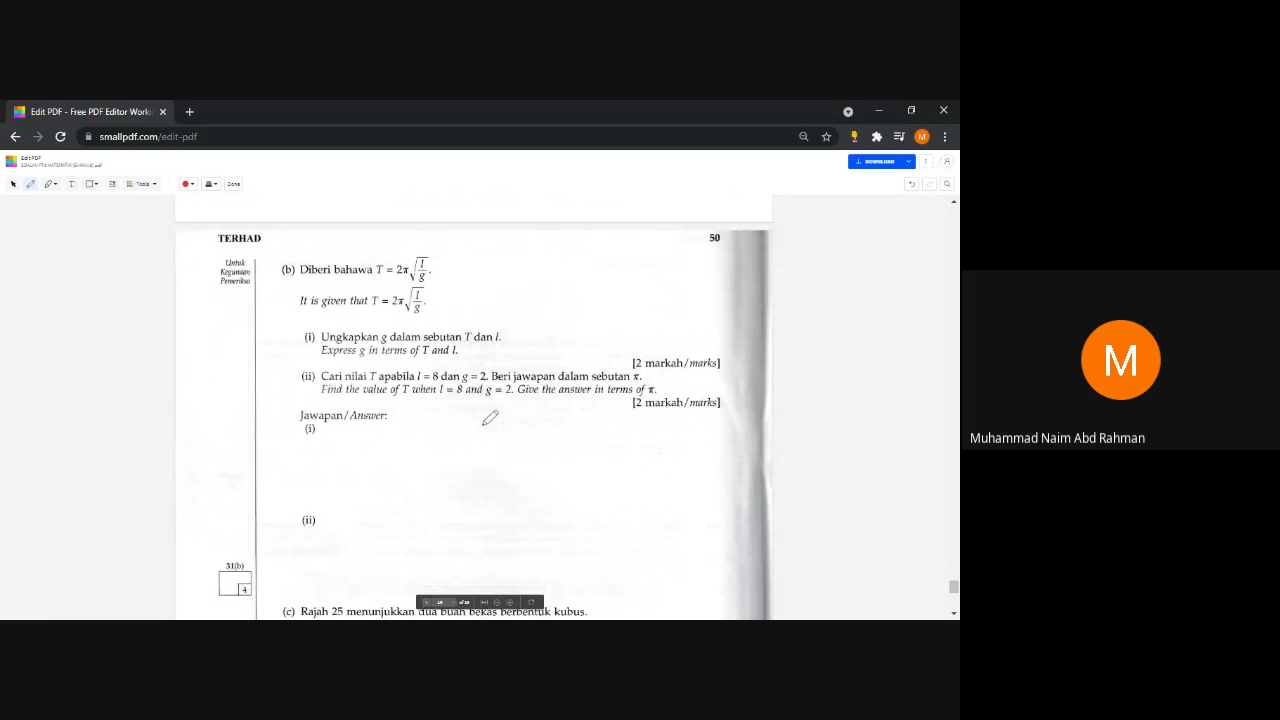 Edit PDF - Free PDF Editor Workin
smallpdf.com/edit-pdf
M
Edit PDF
DOWNLOAD
T
Tools
Done
TERHAD
50
Untuk
Kegunaan
Pemeriksa
(b) Diberi bahawa T = 2π√(l/g).
It is given that T = 2π√(l/g).
(i) Ungkapkan g dalam sebutan T dan l.
Express g in terms of T and l.
[2 markah/marks]
(ii) Cari nilai T apabila l = 8 dan g = 2. Beri jawapan dalam sebutan π.
Find the value of T when l = 8 and g = 2. Give the answer in terms of π.
[2 markah/marks]
Jawapan/Answer:
(i)
(ii)
31(b)
4
(c) Rajah 25 menunjukkan dua buah bekas berbentuk kubus.
M
Muhammad Naim Abd Rahman